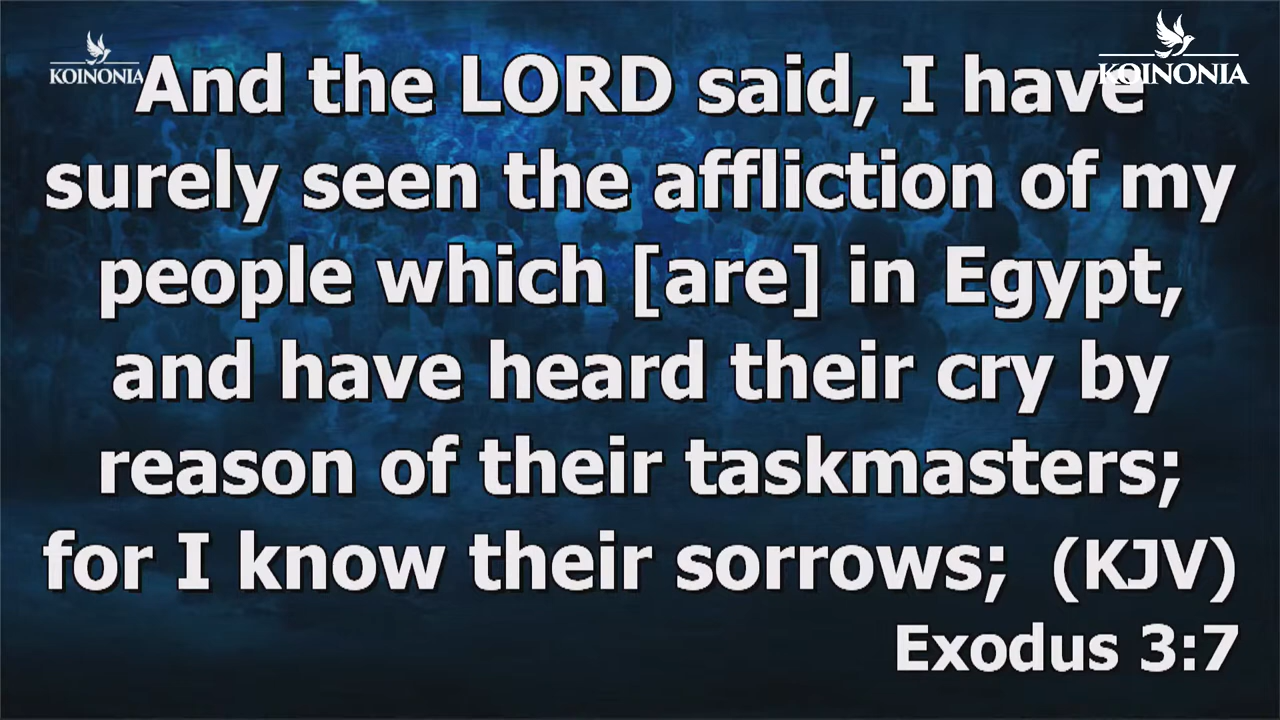 KOINONIA
KOINONIA
And the LORD said, I have
surely seen the affliction of my
people which [are] in Egypt,
and have heard their cry by
reason of their taskmasters;
for I know their sorrows; (KJV)
Exodus 3:7